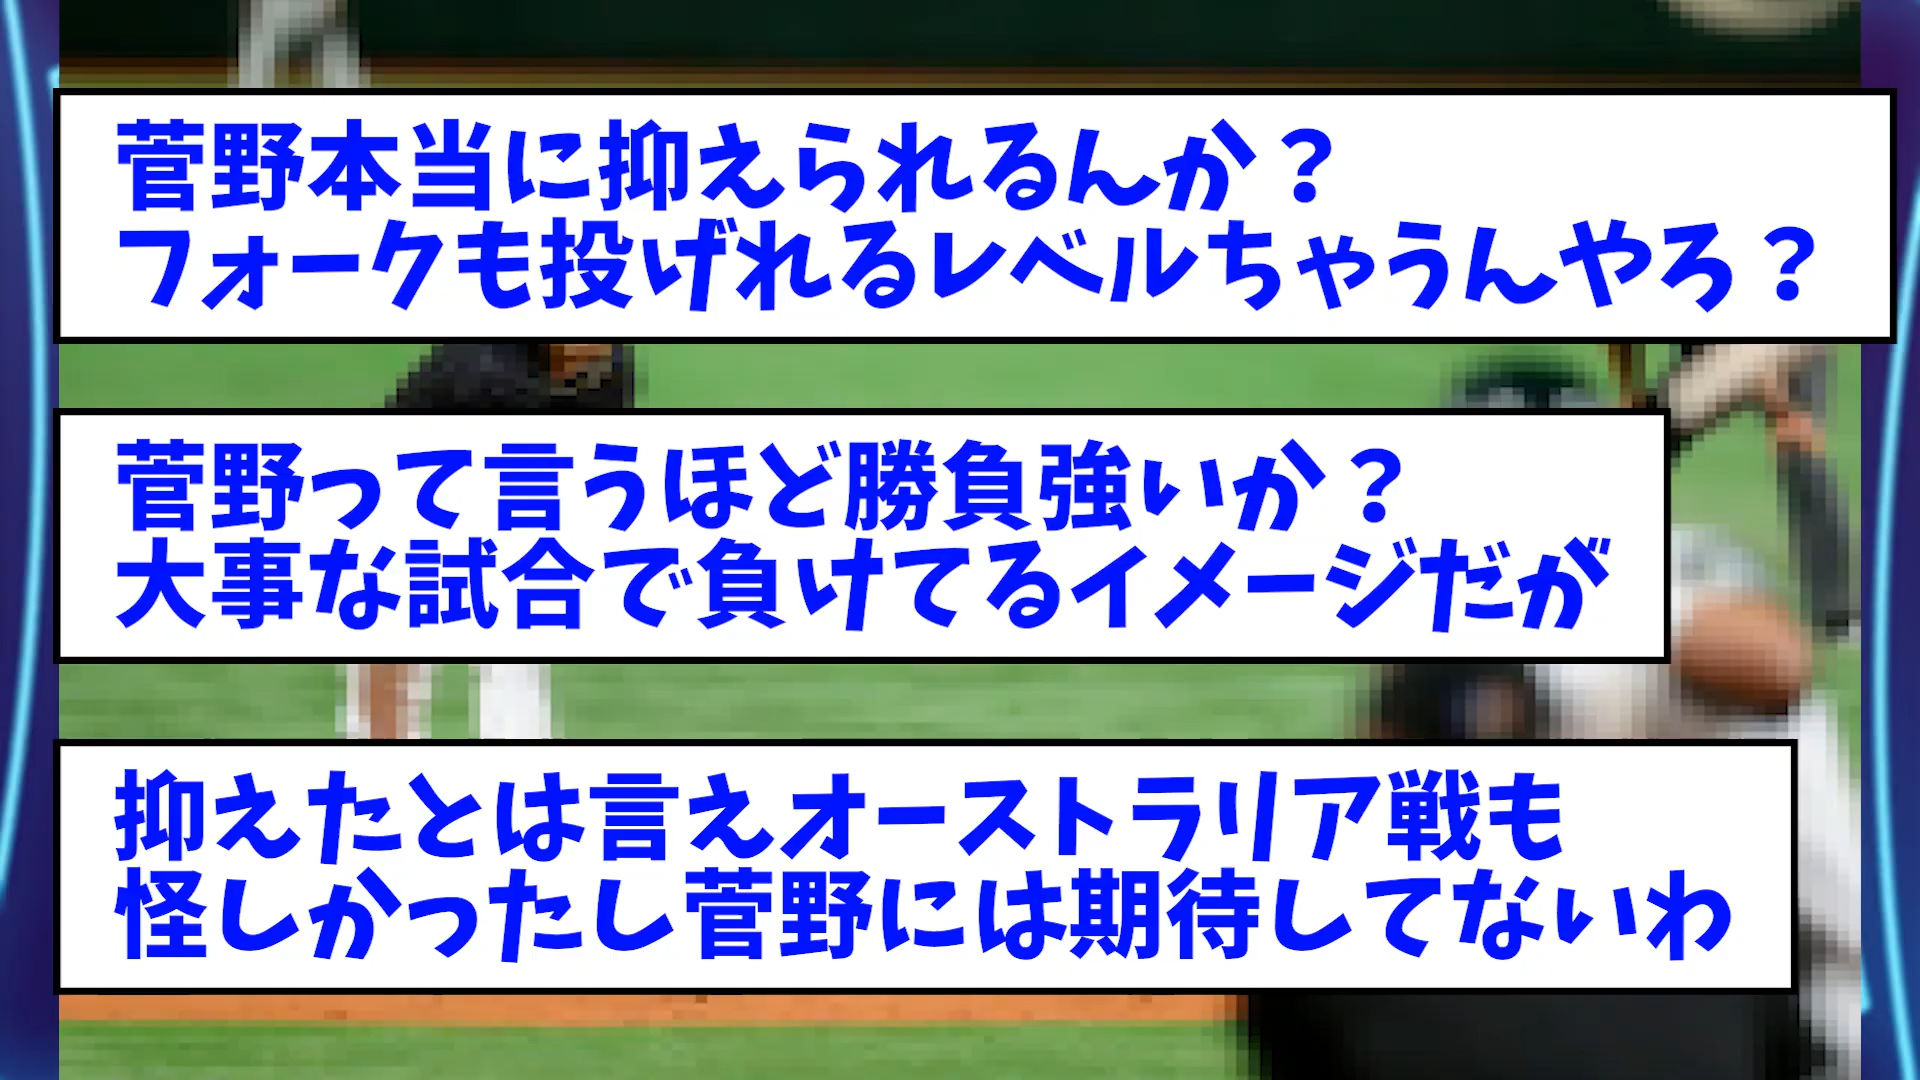 菅野本当に抑えられるんか？
フォークも投げれるレベルちゃうんやろ？
菅野って言うほど勝負強いか？
大事な試合で負けてるイメージだが
抑えたとは言えオーストラリア戦も
怪しかったし菅野には期待してないわ